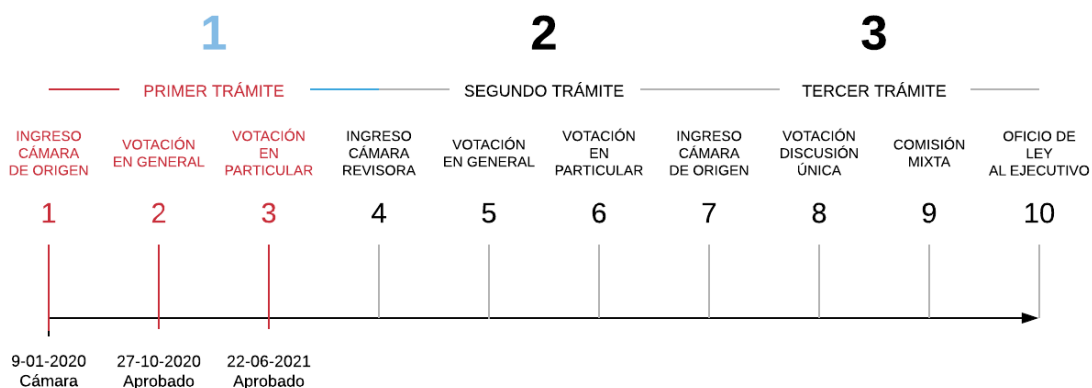 1
2
3
PRIMER TRÁMITE
SEGUNDO TRÁMITE
TERCER TRÁMITE
INGRESO
CÁMARA
DE ORIGEN
VOTACIÓN
EN GENERAL
VOTACIÓN
EN
PARTICULAR
INGRESO
CÁMARA
REVISORA
VOTACIÓN
EN GENERAL
VOTACIÓN
EN
PARTICULAR
INGRESO
CÁMARA
DE ORIGEN
VOTACIÓN
DISCUSIÓN
ÚNICA
COMISIÓN
MIXTA
OFICIO DE
LEY
AL EJECUTIVO
1
2
3
4
5
6
7
8
9
10
9-01-2020
Cámara
27-10-2020
Aprobado
22-06-2021
Aprobado